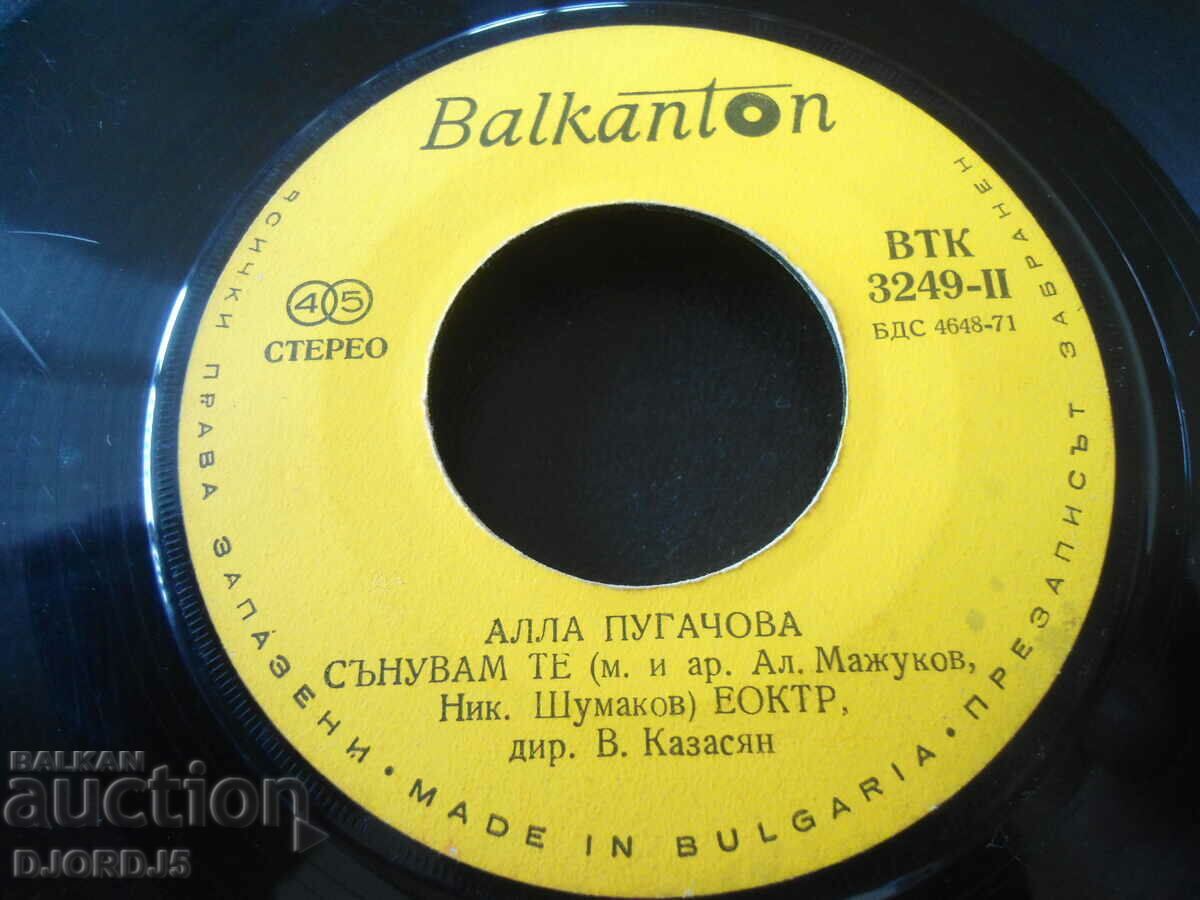 Balkanton
ВТК
3249-II
БДС 4648-71
45
СТЕРЕО
АЛЛА ПУГАЧОВА
СЪНУВАМ ТЕ (м. и ар. Ал. Мажуков,
Ник. Шумаков) ЕОКТР,
дир. В. Казасян
ВСИЧКИ ПРАВА ЗАПАЗЕНИ • MADE IN BULGARIA • ПРЕЗАПИСЪТ ЗАБРАНЕН
BALKAN
auction
DJORDJ5